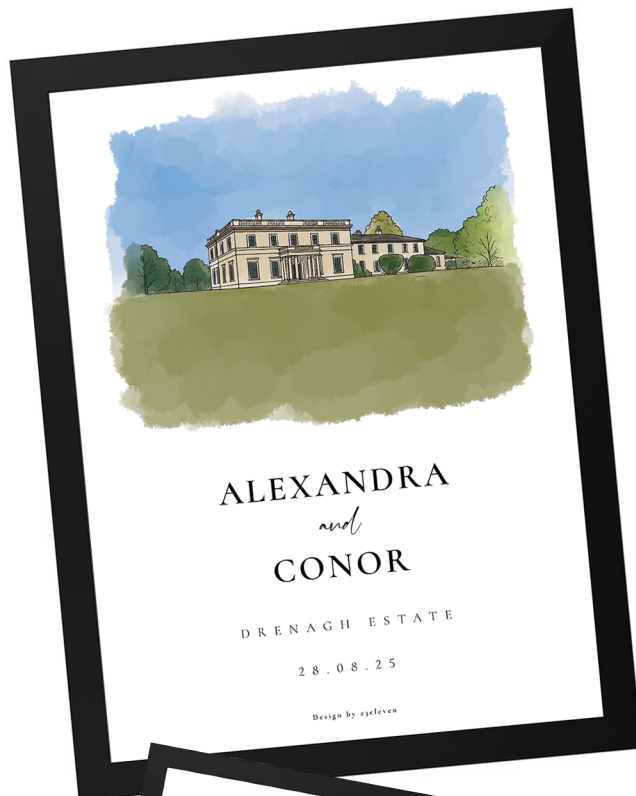 ALEXANDRA
and
CONOR
DRENAGH ESTATE
28.08.25
Design by 23eleven